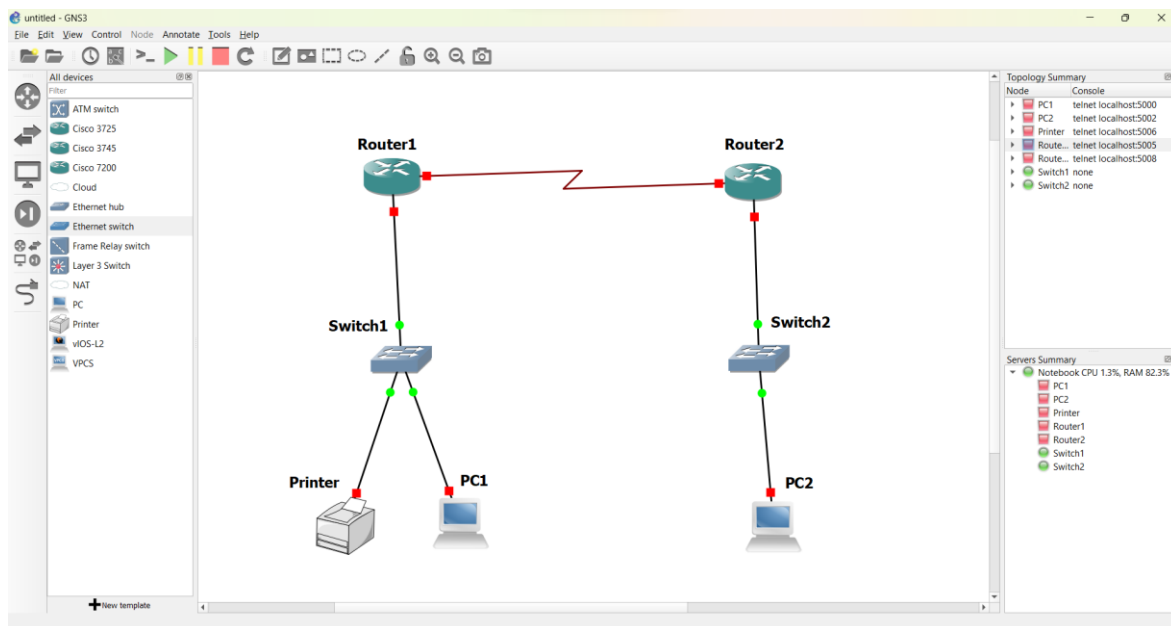 untitled - GNS3
File Edit View Control Node Annotate Tools Help
All devices
Filter
ATM switch
Cisco 3725
Cisco 3745
Cisco 7200
Cloud
Ethernet hub
Ethernet switch
Frame Relay switch
Layer 3 Switch
NAT
PC
Printer
vIOS-L2
VPCS
New template
Router1
Router2
Switch1
Switch2
Printer
PC1
PC2
Topology Summary
Node Console
PC1 telnet localhost:5000
PC2 telnet localhost:5002
Printer telnet localhost:5006
Route... telnet localhost:5005
Route... telnet localhost:5008
Switch1 none
Switch2 none
Servers Summary
Notebook CPU 1.3%, RAM 82.3%
PC1
PC2
Printer
Router1
Router2
Switch1
Switch2